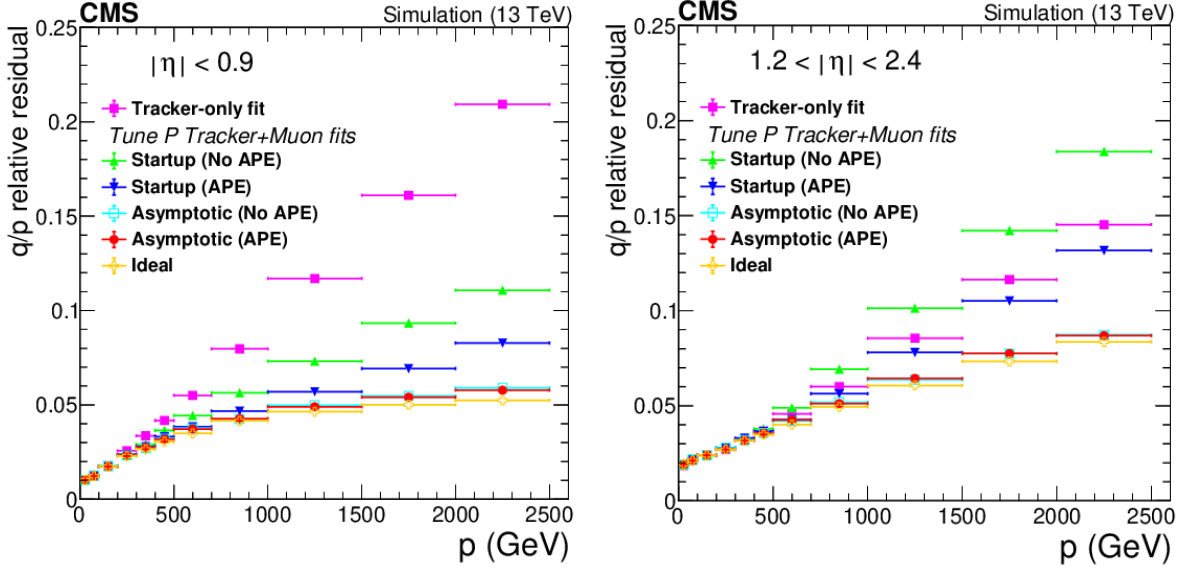 CMS Simulation (13 TeV)
q/p relative residual
0.25
0.2
0.15
0.1
0.05
0
|η| < 0.9
Tracker-only fit
Tune P Tracker+Muon fits
Startup (No APE)
Startup (APE)
Asymptotic (No APE)
Asymptotic (APE)
Ideal
0 500 1000 1500 2000 2500
p (GeV)
CMS Simulation (13 TeV)
q/p relative residual
0.25
0.2
0.15
0.1
0.05
0
1.2 < |η| < 2.4
Tracker-only fit
Tune P Tracker+Muon fits
Startup (No APE)
Startup (APE)
Asymptotic (No APE)
Asymptotic (APE)
Ideal
0 500 1000 1500 2000 2500
p (GeV)